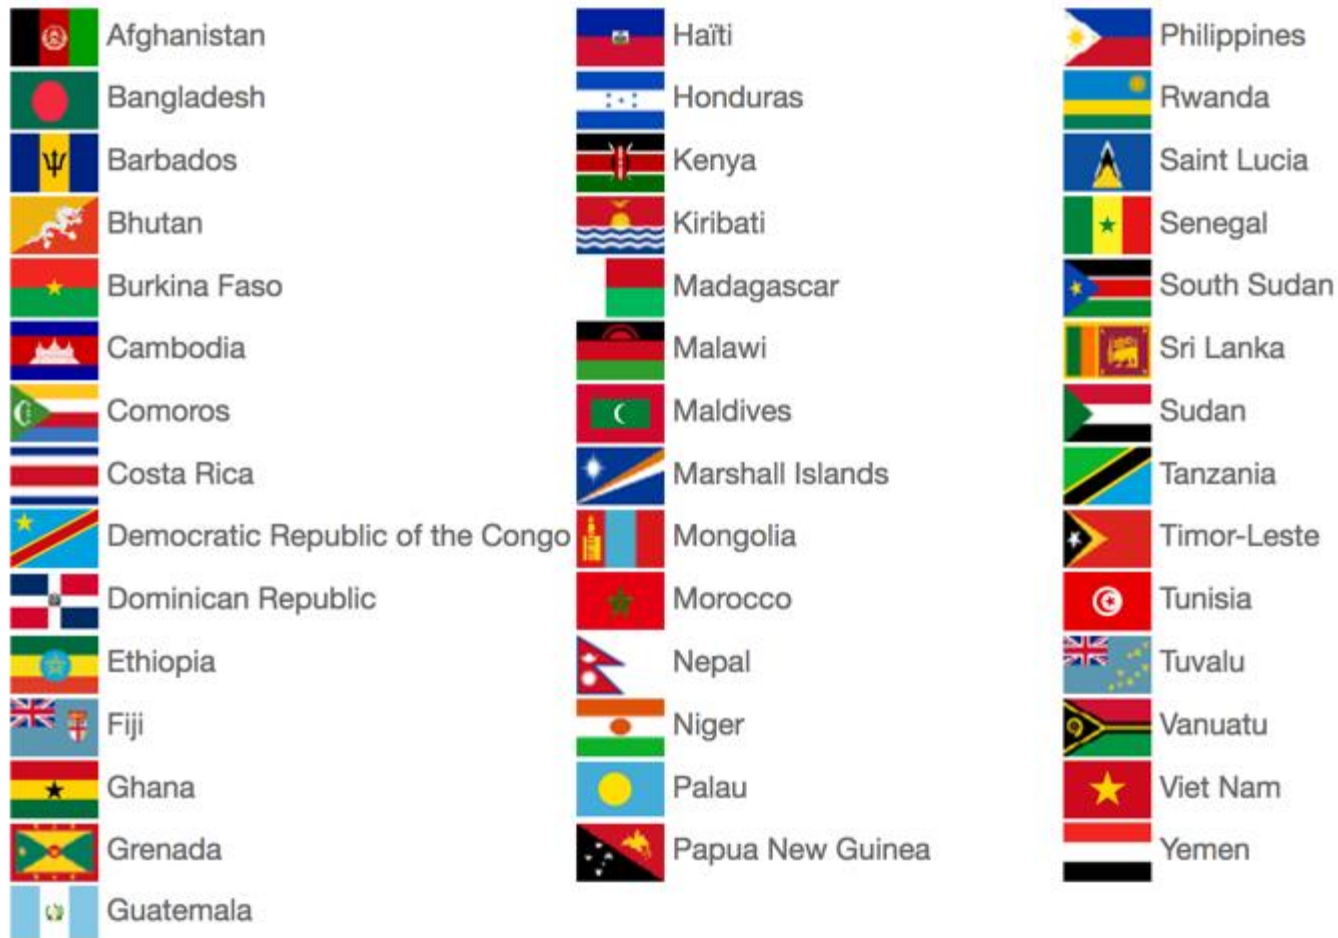 Afghanistan
Bangladesh
Barbados
Bhutan
Burkina Faso
Cambodia
Comoros
Costa Rica
Democratic Republic of the Congo
Dominican Republic
Ethiopia
Fiji
Ghana
Grenada
Guatemala
Haïti
Honduras
Kenya
Kiribati
Madagascar
Malawi
Maldives
Marshall Islands
Mongolia
Morocco
Nepal
Niger
Palau
Papua New Guinea
Philippines
Rwanda
Saint Lucia
Senegal
South Sudan
Sri Lanka
Sudan
Tanzania
Timor-Leste
Tunisia
Tuvalu
Vanuatu
Viet Nam
Yemen